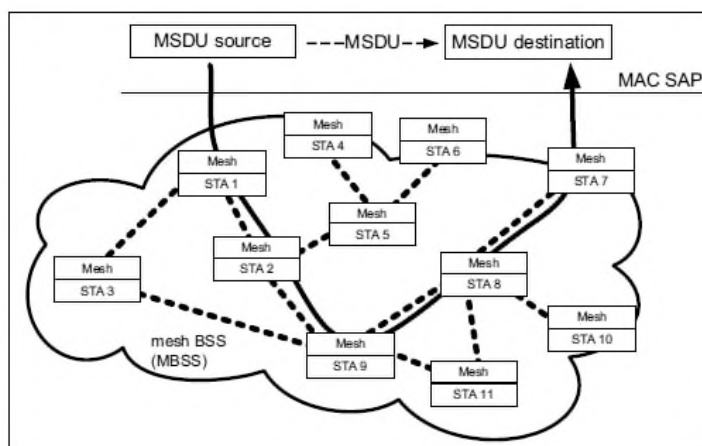 MSDU source
MSDU
MSDU destination
MAC SAP
Mesh
STA 4
Mesh
STA 6
Mesh
STA 1
Mesh
STA 7
Mesh
STA 5
Mesh
STA 2
Mesh
STA 3
Mesh
STA 8
mesh BSS
(MBSS)
Mesh
STA 9
Mesh
STA 10
Mesh
STA 11